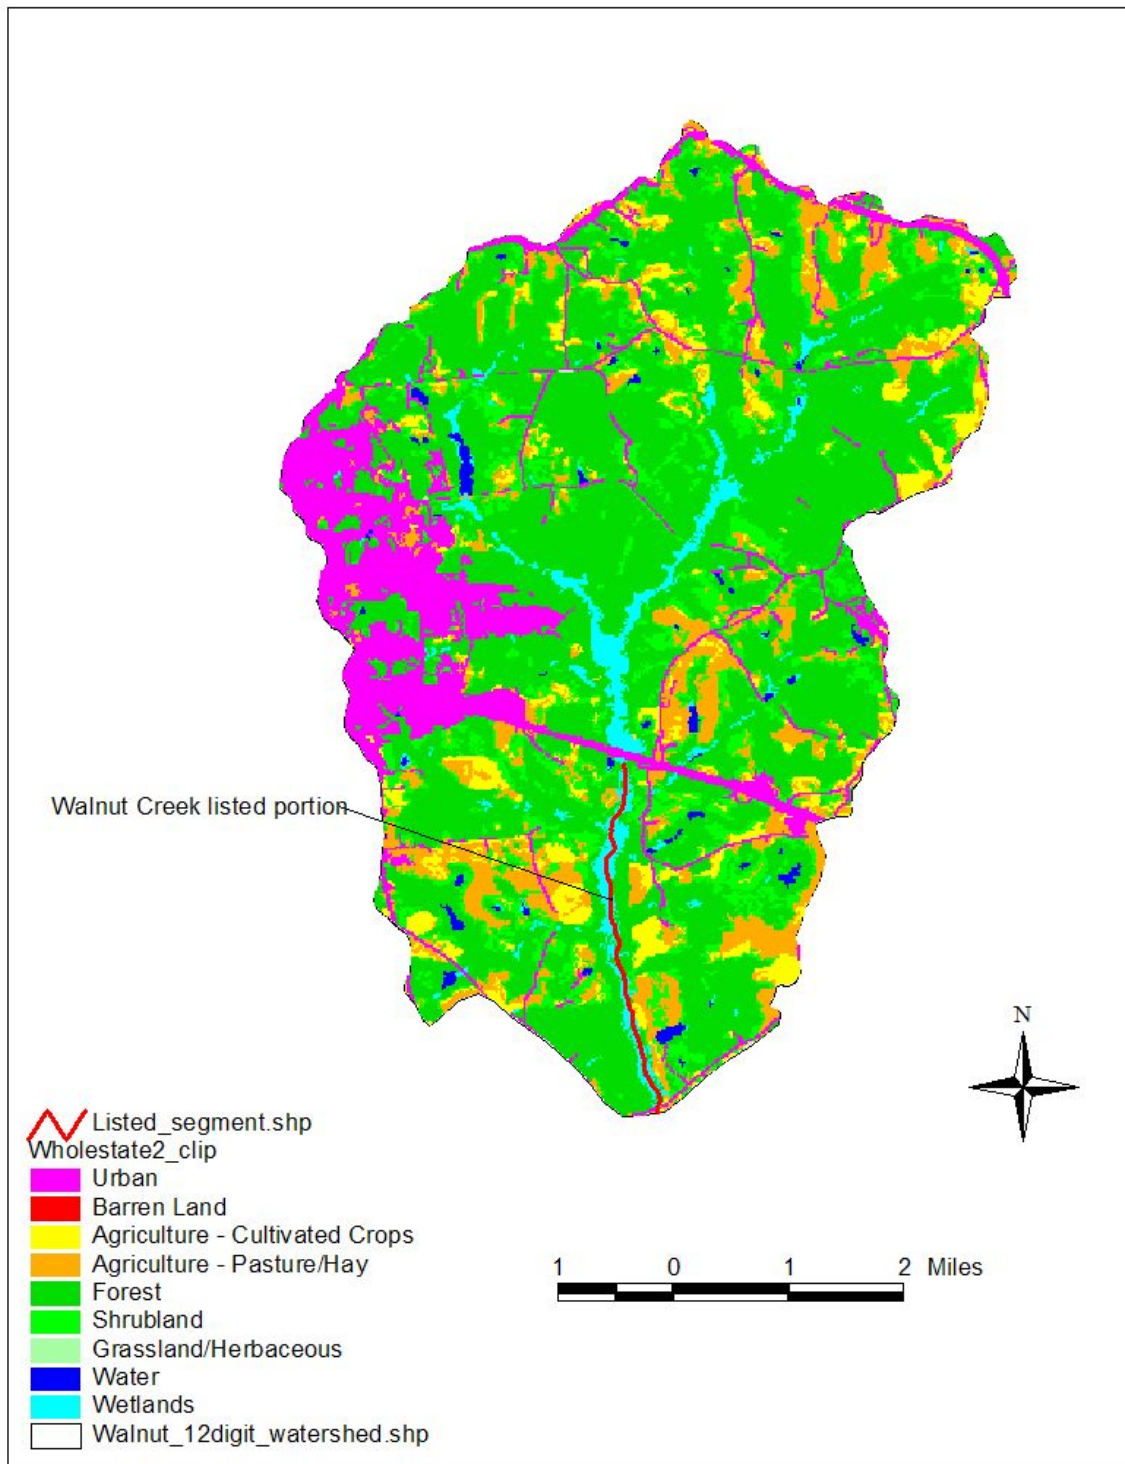 Walnut Creek listed portion
N
Listed_segment.shp
Wholestate2_clip
Urban
Barren Land
Agriculture - Cultivated Crops
Agriculture - Pasture/Hay
Forest
Shrubland
Grassland/Herbaceous
Water
Wetlands
Walnut_12digit_watershed.shp
1 0 1 2 Miles